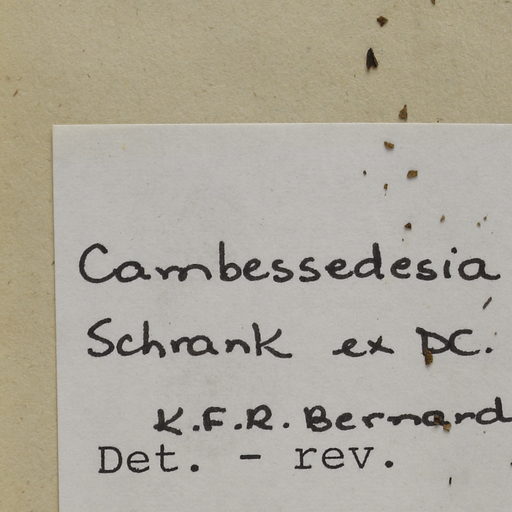 Cambessedesia
Schrank ex DC.
K.F.R. Bernard
Det. - rev.